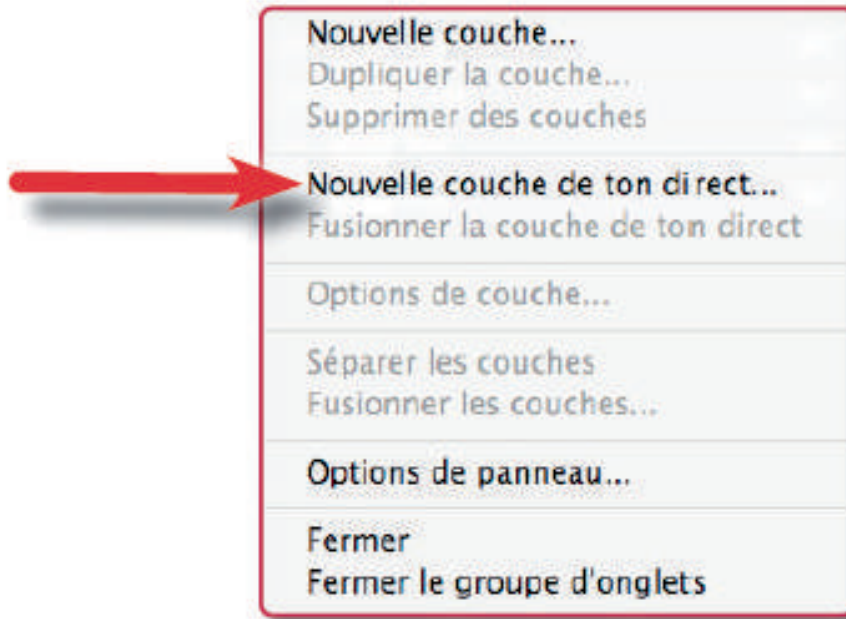 Nouvelle couche...
Dupliquer la couche...
Supprimer des couches
Nouvelle couche de ton direct...
Fusionner la couche de ton direct
Options de couche...
Séparer les couches
Fusionner les couches...
Options de panneau...
Fermer
Fermer le groupe d'onglets